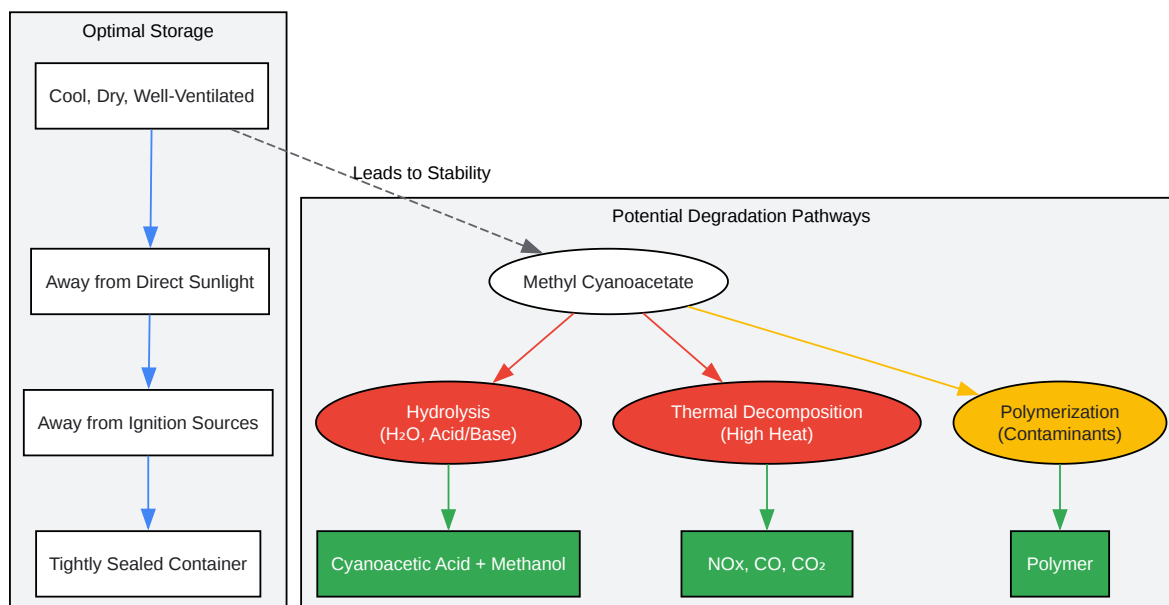 Optimal Storage
Cool, Dry, Well-Ventilated
Away from Direct Sunlight
Away from Ignition Sources
Tightly Sealed Container
Leads to Stability
Potential Degradation Pathways
Methyl Cyanoacetate
Hydrolysis
(H₂O, Acid/Base)
Thermal Decomposition
(High Heat)
Polymerization
(Contaminants)
Cyanoacetic Acid + Methanol
NOx, CO, CO₂
Polymer